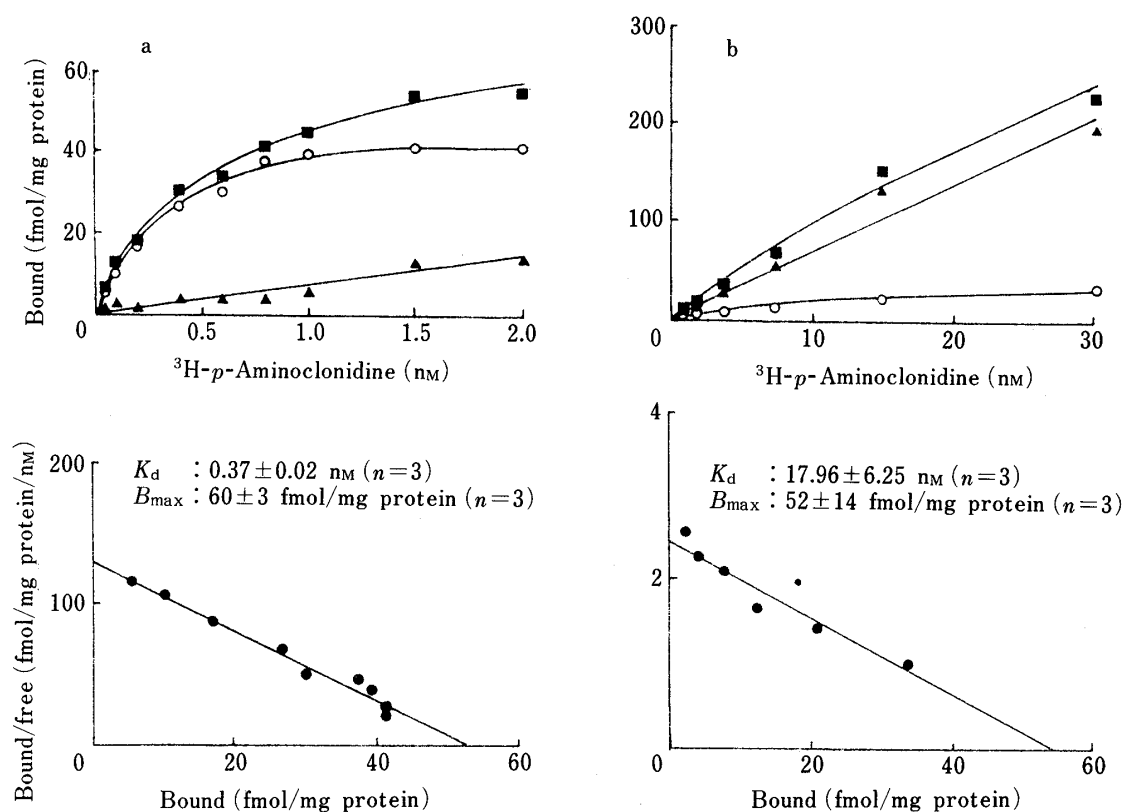 a
60
40
20
0
0.5
1.0
1.5
2.0
Bound (fmol/mg protein)
³H-p-Aminoclonidine (nM)
b
300
200
100
0
10
20
30
³H-p-Aminoclonidine (nM)
200
100
0
20
40
60
Kd : 0.37±0.02 nM (n=3)
Bmax : 60±3 fmol/mg protein (n=3)
Bound/free (fmol/mg protein/nM)
Bound (fmol/mg protein)
4
2
0
20
40
60
Kd : 17.96±6.25 nM (n=3)
Bmax : 52±14 fmol/mg protein (n=3)
Bound (fmol/mg protein)